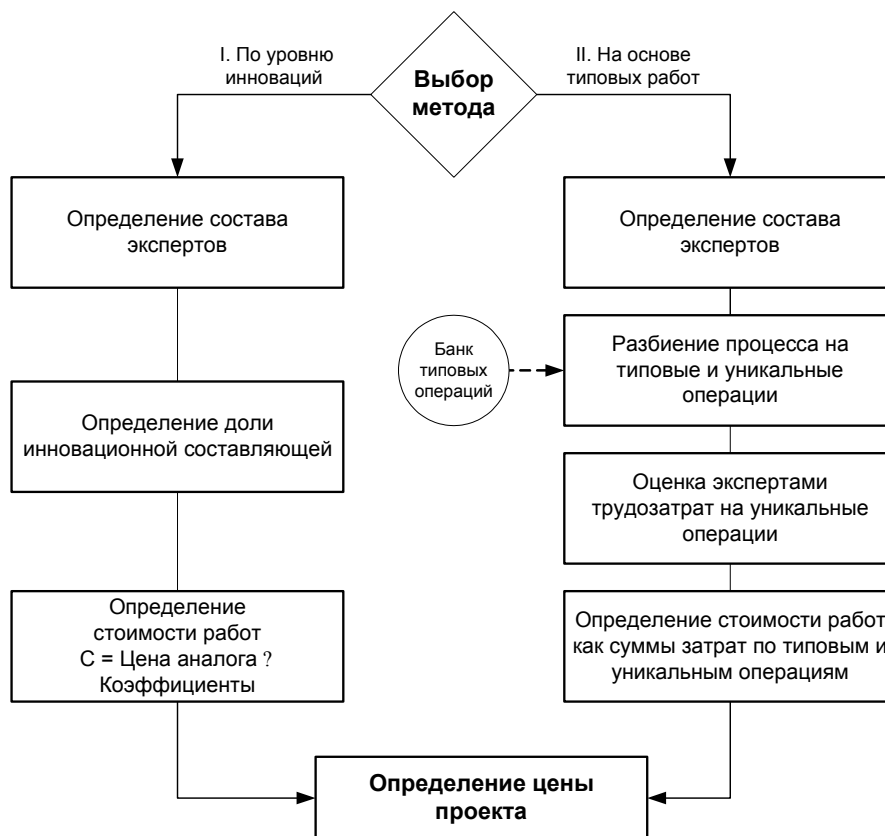 I. По уровню
инноваций
Выбор
метода
II. На основе
типовых работ
Определение состава
экспертов
Определение доли
инновационной составляющей
Определение
стоимости работ
С = Цена аналога ?
Коэффициенты
Определение состава
экспертов
Банк
типовых
операций
Разбиение процесса на
типовые и уникальные
операции
Оценка экспертами
трудозатрат на уникальные
операции
Определение стоимости работ
как суммы затрат по типовым и
уникальным операциям
Определение цены
проекта